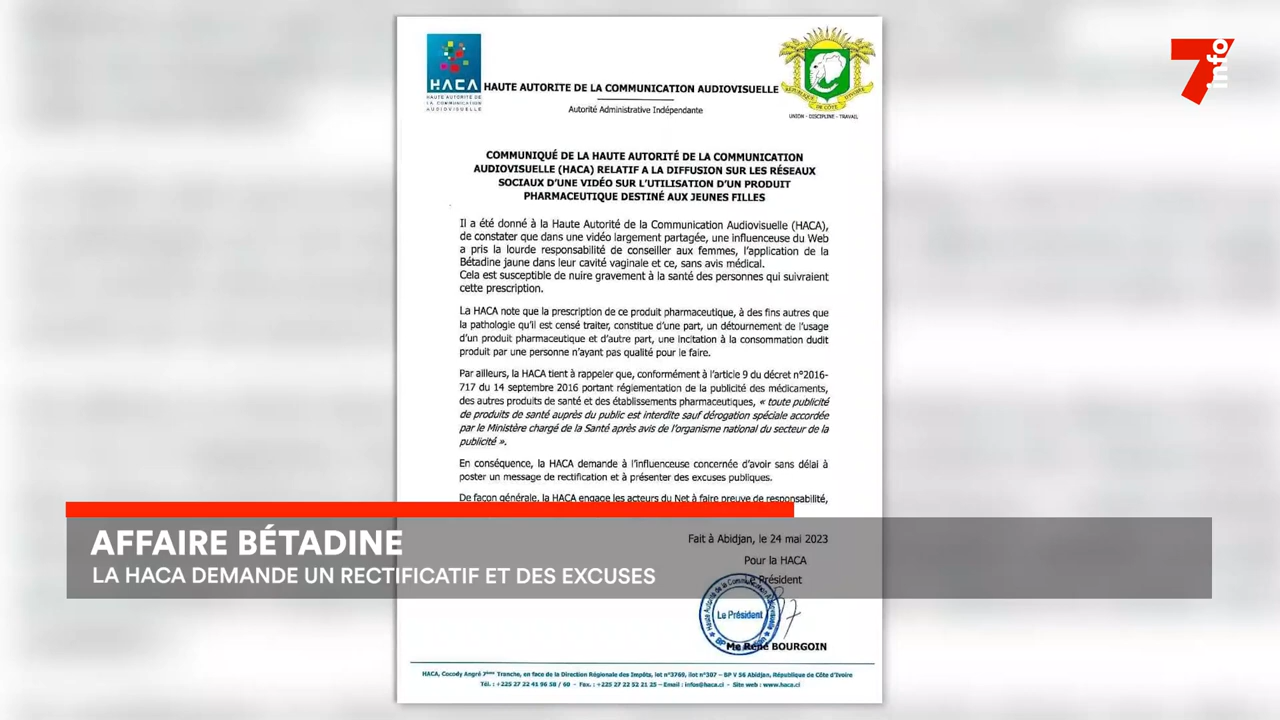 HACA
HAUTE AUTORITÉ DE
LA COMMUNICATION
AUDIOVISUELLE
HAUTE AUTORITE DE LA COMMUNICATION AUDIOVISUELLE
Autorité Administrative Indépendante
REPUBLIQUE DE CÔTE D'IVOIRE
UNION - DISCIPLINE - TRAVAIL
7info
COMMUNIQUÉ DE LA HAUTE AUTORITÉ DE LA COMMUNICATION
AUDIOVISUELLE (HACA) RELATIF A LA DIFFUSION SUR LES RÉSEAUX
SOCIAUX D'UNE VIDÉO SUR L'UTILISATION D'UN PRODUIT
PHARMACEUTIQUE DESTINÉ AUX JEUNES FILLES
Il a été donné à la Haute Autorité de la Communication Audiovisuelle (HACA),
de constater que dans une vidéo largement partagée, une influenceuse du Web
a pris la lourde responsabilité de conseiller aux femmes, l'application de la
Bétadine jaune dans leur cavité vaginale et ce, sans avis médical.
Cela est susceptible de nuire gravement à la santé des personnes qui suivraient
cette prescription.
La HACA note que la prescription de ce produit pharmaceutique, à des fins autres que
la pathologie qu'il est censé traiter, constitue d'une part, un détournement de l'usage
d'un produit pharmaceutique et d'autre part, une incitation à la consommation dudit
produit par une personne n'ayant pas qualité pour le faire.
Par ailleurs, la HACA tient à rappeler que, conformément à l'article 9 du décret n°2016-
717 du 14 septembre 2016 portant réglementation de la publicité des médicaments,
des autres produits de santé et des établissements pharmaceutiques, « toute publicité
de produits de santé auprès du public est interdite sauf dérogation spéciale accordée
par le Ministère chargé de la Santé après avis de l'organisme national du secteur de la
publicité ».
En conséquence, la HACA demande à l'influenceuse concernée d'avoir sans délai à
poster un message de rectification et à présenter des excuses publiques.
De façon générale, la HACA engage les acteurs du Net à faire preuve de responsabilité,
AFFAIRE BÉTADINE
LA HACA DEMANDE UN RECTIFICATIF ET DES EXCUSES
Fait à Abidjan, le 24 mai 2023
Pour la HACA
Le Président
Haute Autorité de la Communication Audiovisuelle
Le Président
Me René BOURGOIN
HACA, Cocody Angré 7ème Tranche, en face de la Direction Régionale des Impôts, lot n°3769, îlot n°307 - BP V 56 Abidjan, République de Côte d'Ivoire
Tél. : +225 27 22 41 96 58 / 60 - Fax. : +225 27 22 52 21 25 - Email : infos@haca.ci - Site web : www.haca.ci